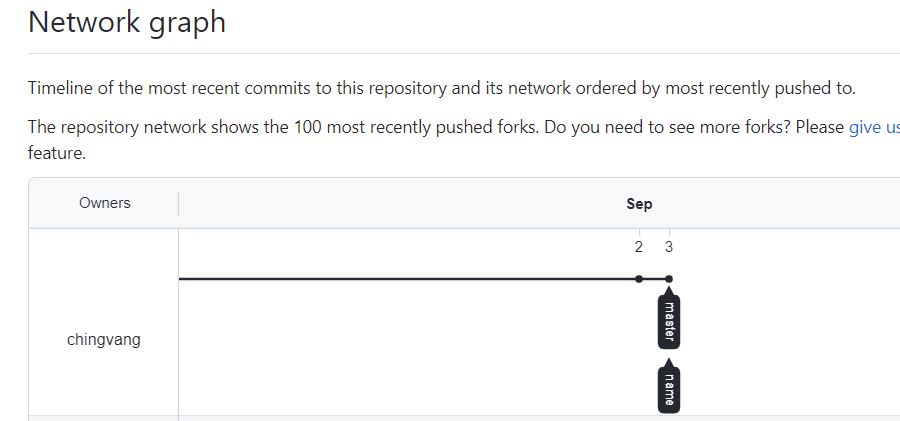 Network graph
Timeline of the most recent commits to this repository and its network ordered by most recently pushed to.
The repository network shows the 100 most recently pushed forks. Do you need to see more forks? Please give us
feature.
Owners
Sep
2 3
master
chingvang
name